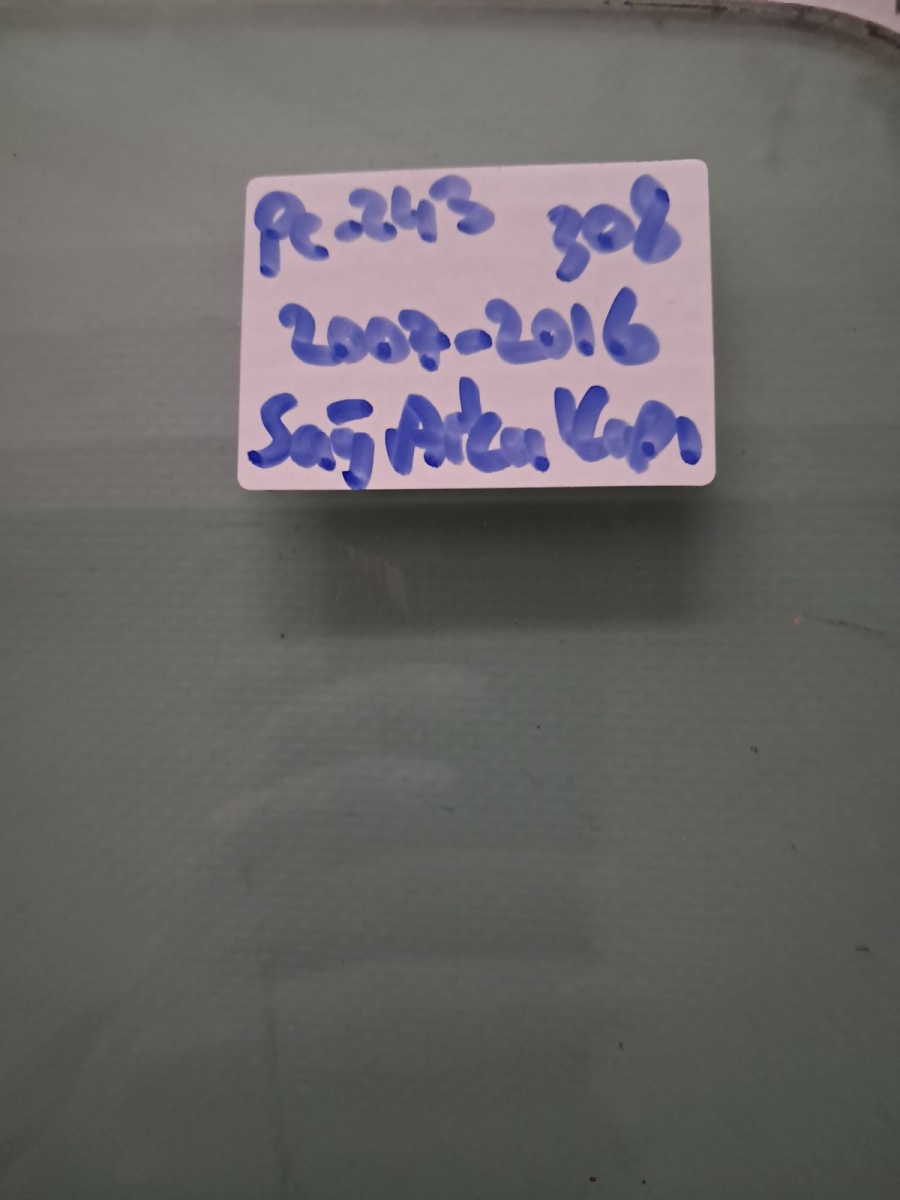 Pc-243 308
2007-2016
Sağ Arka Kapı